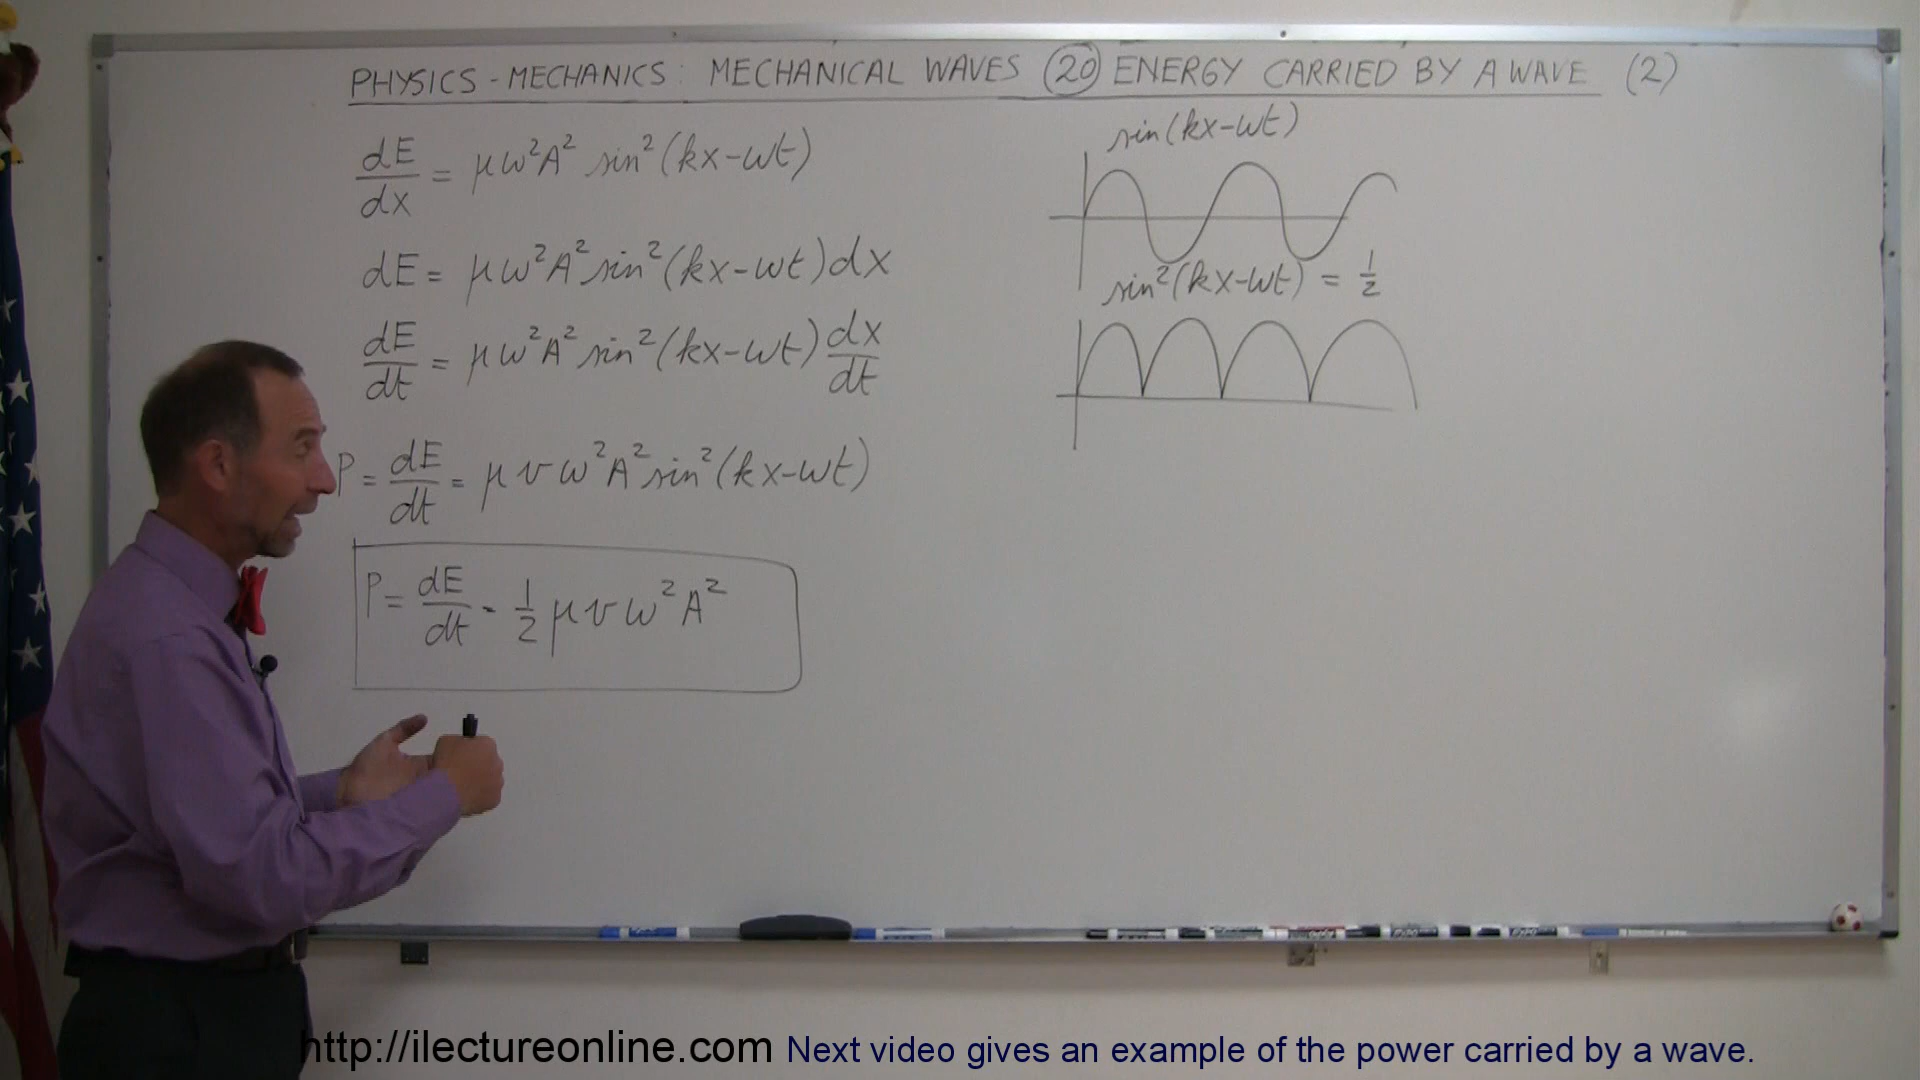 PHYSICS - MECHANICS: MECHANICAL WAVES (20) ENERGY CARRIED BY A WAVE (2)
dE/dx = μω²A² sin²(kx-ωt)
dE = μω²A² sin²(kx-ωt)dx
dE/dt = μω²A² sin²(kx-ωt) dx/dt
P = dE/dt = μvω²A² sin²(kx-ωt)
P = dE/dt = 1/2 μvω²A²
sin(kx-ωt)
sin²(kx-ωt) = 1/2
http://ilectureonline.com Next video gives an example of the power carried by a wave.